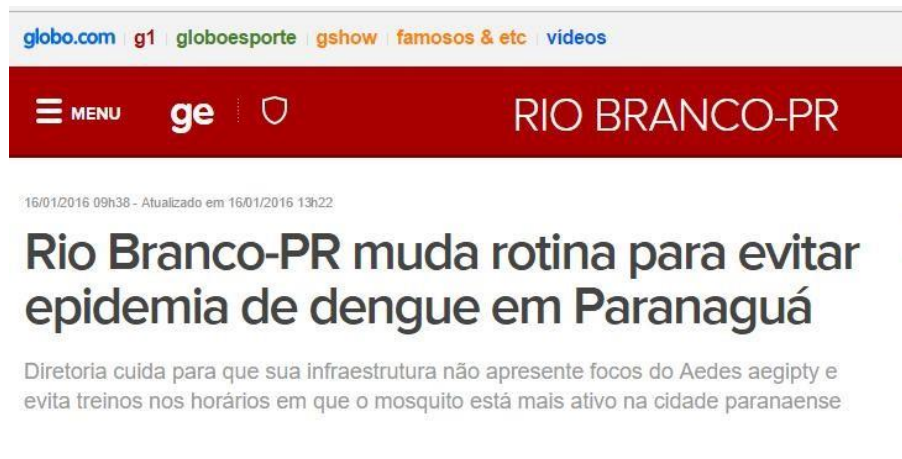 globo.com g1 globoesporte gshow famosos & etc vídeos
MENU ge RIO BRANCO-PR
16/01/2016 09h38 - Atualizado em 16/01/2016 13h22
Rio Branco-PR muda rotina para evitar
epidemia de dengue em Paranaguá
Diretoria cuida para que sua infraestrutura não apresente focos do Aedes aegipty e
evita treinos nos horários em que o mosquito está mais ativo na cidade paranaense